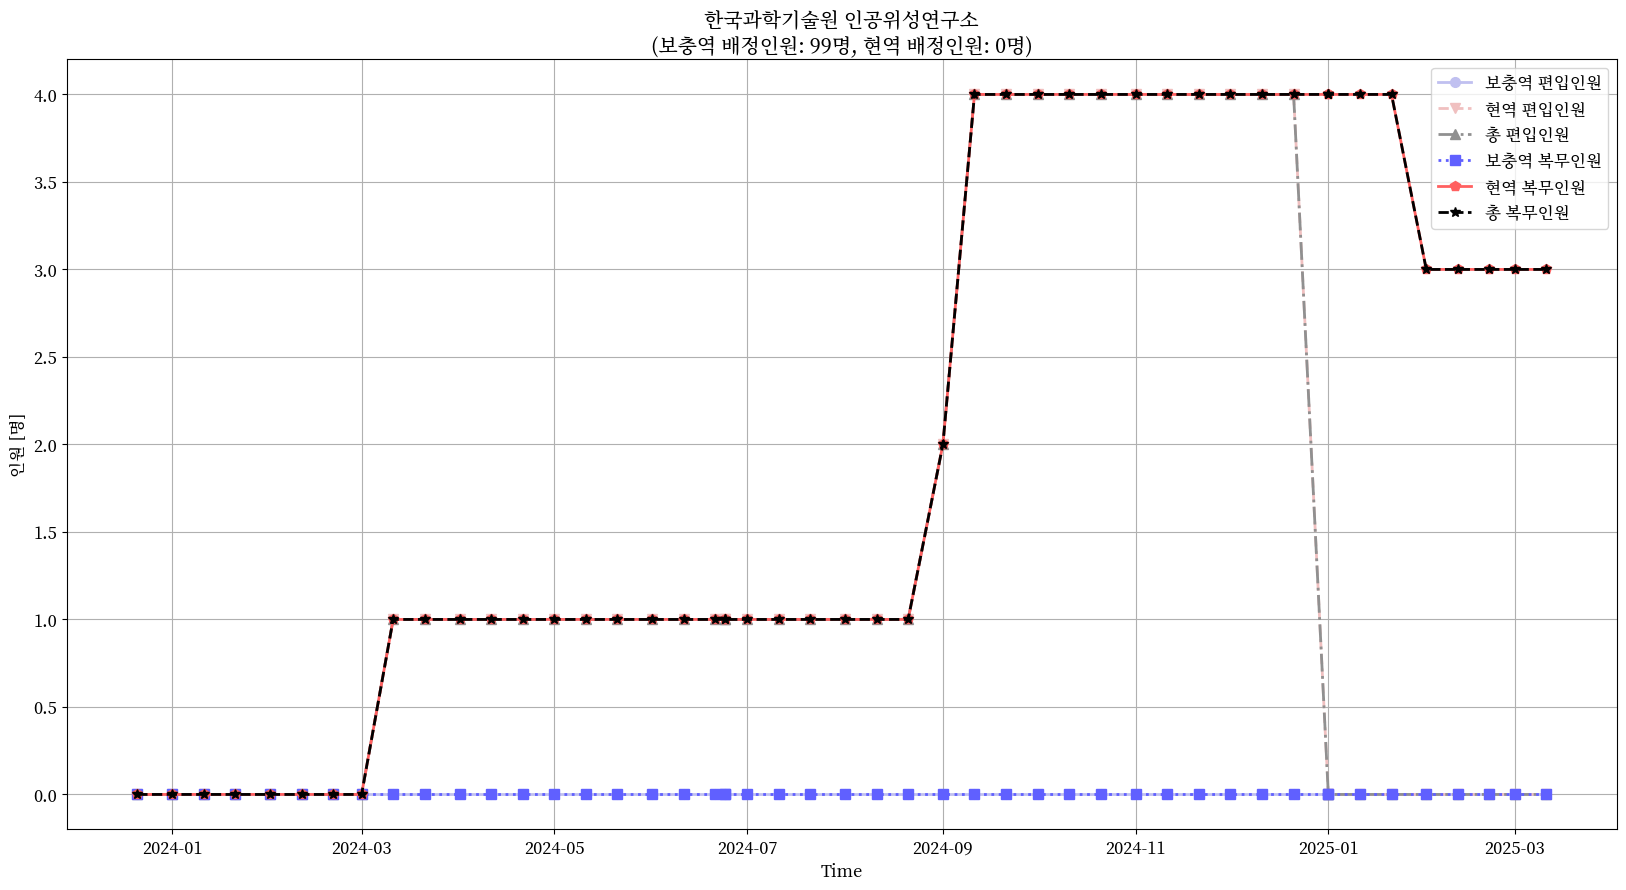 한국과학기술원 인공위성연구소
(보충역 배정인원: 99명, 현역 배정인원: 0명)
보충역 편입인원
현역 편입인원
총 편입인원
보충역 복무인원
현역 복무인원
총 복무인원
인원 [명]
4.0
3.5
3.0
2.5
2.0
1.5
1.0
0.5
0.0
2024-01
2024-03
2024-05
2024-07
2024-09
2024-11
2025-01
2025-03
Time